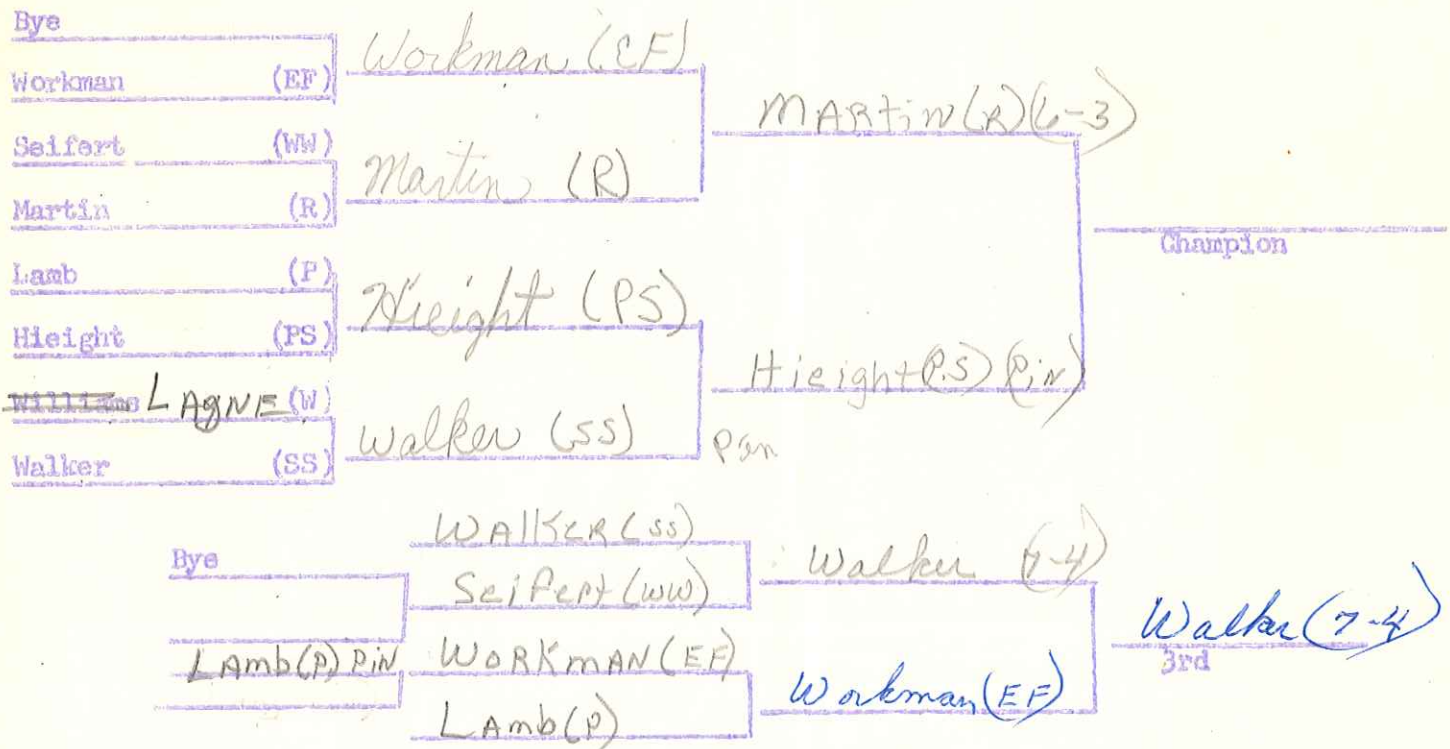 Bye
Workman (EF)
Seifert (WW)
Martin (R)
Lamb (P)
Hieight (PS)
Williams LAgNE (W)
Walker (SS)
Workman (EF)
Martin (R)
Hieight (PS)
Walker (SS)
Pin
MARtiN (R) (6-3)
Hieight (P.S) (PiN)
Champion
Bye
LAmb (P) PiN
WAlKER (SS)
SeifeRt (WW)
WORKMAN (EF)
LAmb (P)
Walker (7-4)
Workman (EF)
Walker (7-4)
3rd